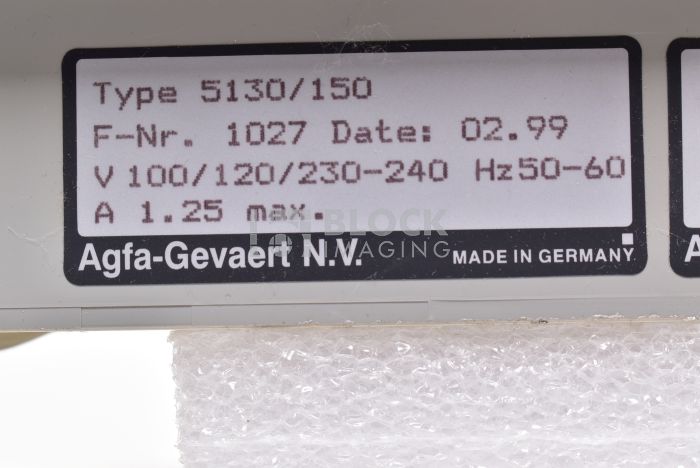 Type 5130/150
F-Nr. 1027 Date: 02.99
V 100/120/230-240 Hz50-60
A 1.25 max.
BLOCK
IMAGING
Agfa-Gevaert N.V.
MADE IN GERMANY
A